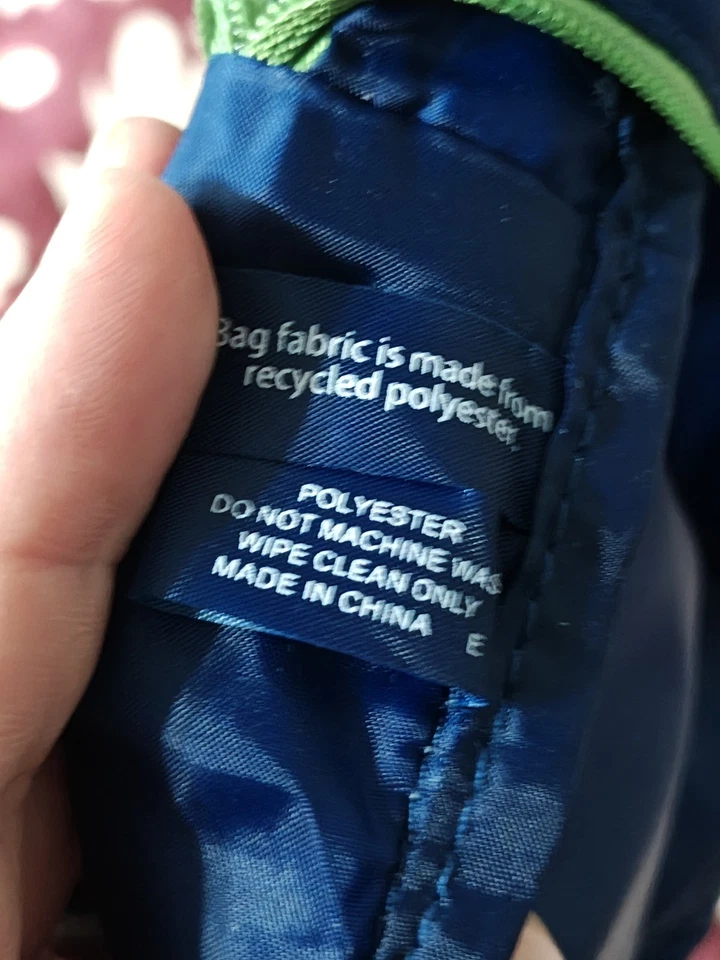 Bag fabric is made from
recycled polyester.
POLYESTER
DO NOT MACHINE WAS
WIPE CLEAN ONLY
MADE IN CHINA
E